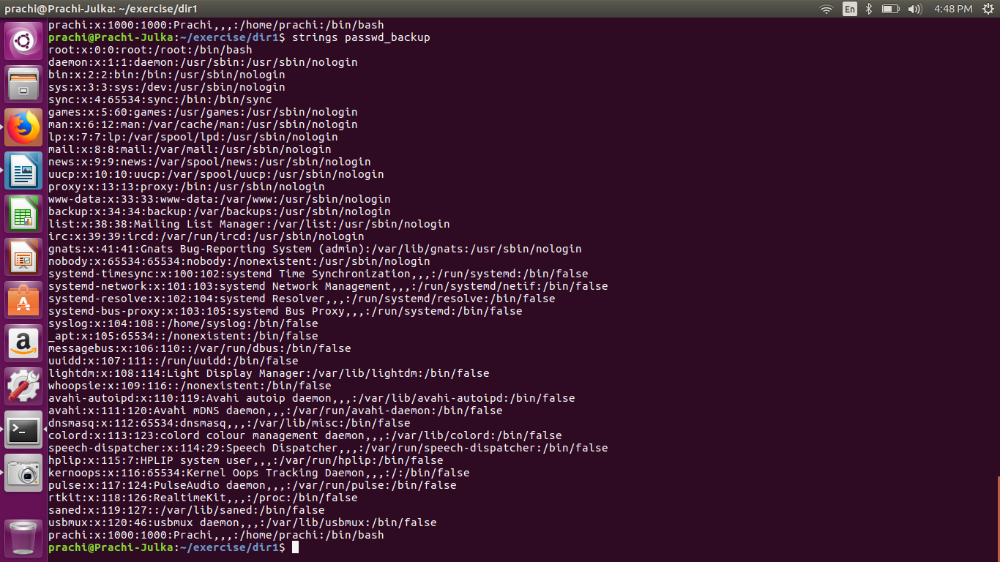 prachi@Prachi-Julka: ~/exercise/dir1
En
4:48 PM
prachi:x:1000:1000:Prachi,,,:/home/prachi:/bin/bash
prachi@Prachi-Julka:~/exercise/dir1$ strings passwd_backup
root:x:0:0:root:/root:/bin/bash
daemon:x:1:1:daemon:/usr/sbin:/usr/sbin/nologin
bin:x:2:2:bin:/bin:/usr/sbin/nologin
sys:x:3:3:sys:/dev:/usr/sbin/nologin
sync:x:4:65534:sync:/bin:/bin/sync
games:x:5:60:games:/usr/games:/usr/sbin/nologin
man:x:6:12:man:/var/cache/man:/usr/sbin/nologin
lp:x:7:7:lp:/var/spool/lpd:/usr/sbin/nologin
mail:x:8:8:mail:/var/mail:/usr/sbin/nologin
news:x:9:9:news:/var/spool/news:/usr/sbin/nologin
uucp:x:10:10:uucp:/var/spool/uucp:/usr/sbin/nologin
proxy:x:13:13:proxy:/bin:/usr/sbin/nologin
www-data:x:33:33:www-data:/var/www:/usr/sbin/nologin
backup:x:34:34:backup:/var/backups:/usr/sbin/nologin
list:x:38:38:Mailing List Manager:/var/list:/usr/sbin/nologin
irc:x:39:39:ircd:/var/run/ircd:/usr/sbin/nologin
gnats:x:41:41:Gnats Bug-Reporting System (admin):/var/lib/gnats:/usr/sbin/nologin
nobody:x:65534:65534:nobody:/nonexistent:/usr/sbin/nologin
systemd-timesync:x:100:102:systemd Time Synchronization,,,:/run/systemd:/bin/false
systemd-network:x:101:103:systemd Network Management,,,:/run/systemd/netif:/bin/false
systemd-resolve:x:102:104:systemd Resolver,,,:/run/systemd/resolve:/bin/false
systemd-bus-proxy:x:103:105:systemd Bus Proxy,,,:/run/systemd:/bin/false
syslog:x:104:108::/home/syslog:/bin/false
_apt:x:105:65534::/nonexistent:/bin/false
messagebus:x:106:110::/var/run/dbus:/bin/false
uuidd:x:107:111::/run/uuidd:/bin/false
lightdm:x:108:114:Light Display Manager:/var/lib/lightdm:/bin/false
whoopsie:x:109:116::/nonexistent:/bin/false
avahi-autoipd:x:110:119:Avahi autoip daemon,,,:/var/lib/avahi-autoipd:/bin/false
avahi:x:111:120:Avahi mDNS daemon,,,:/var/run/avahi-daemon:/bin/false
dnsmasq:x:112:65534:dnsmasq,,,:/var/lib/misc:/bin/false
colord:x:113:123:colord colour management daemon,,,:/var/lib/colord:/bin/false
speech-dispatcher:x:114:29:Speech Dispatcher,,,:/var/run/speech-dispatcher:/bin/false
hplip:x:115:7:HPLIP system user,,,:/var/run/hplip:/bin/false
kernoops:x:116:65534:Kernel Oops Tracking Daemon,,,:/:/bin/false
pulse:x:117:124:PulseAudio daemon,,,:/var/run/pulse:/bin/false
rtkit:x:118:126:RealtimeKit,,,:/proc:/bin/false
saned:x:119:127::/var/lib/saned:/bin/false
usbmux:x:120:46:usbmux daemon,,,:/var/lib/usbmux:/bin/false
prachi:x:1000:1000:Prachi,,,:/home/prachi:/bin/bash
prachi@Prachi-Julka:~/exercise/dir1$